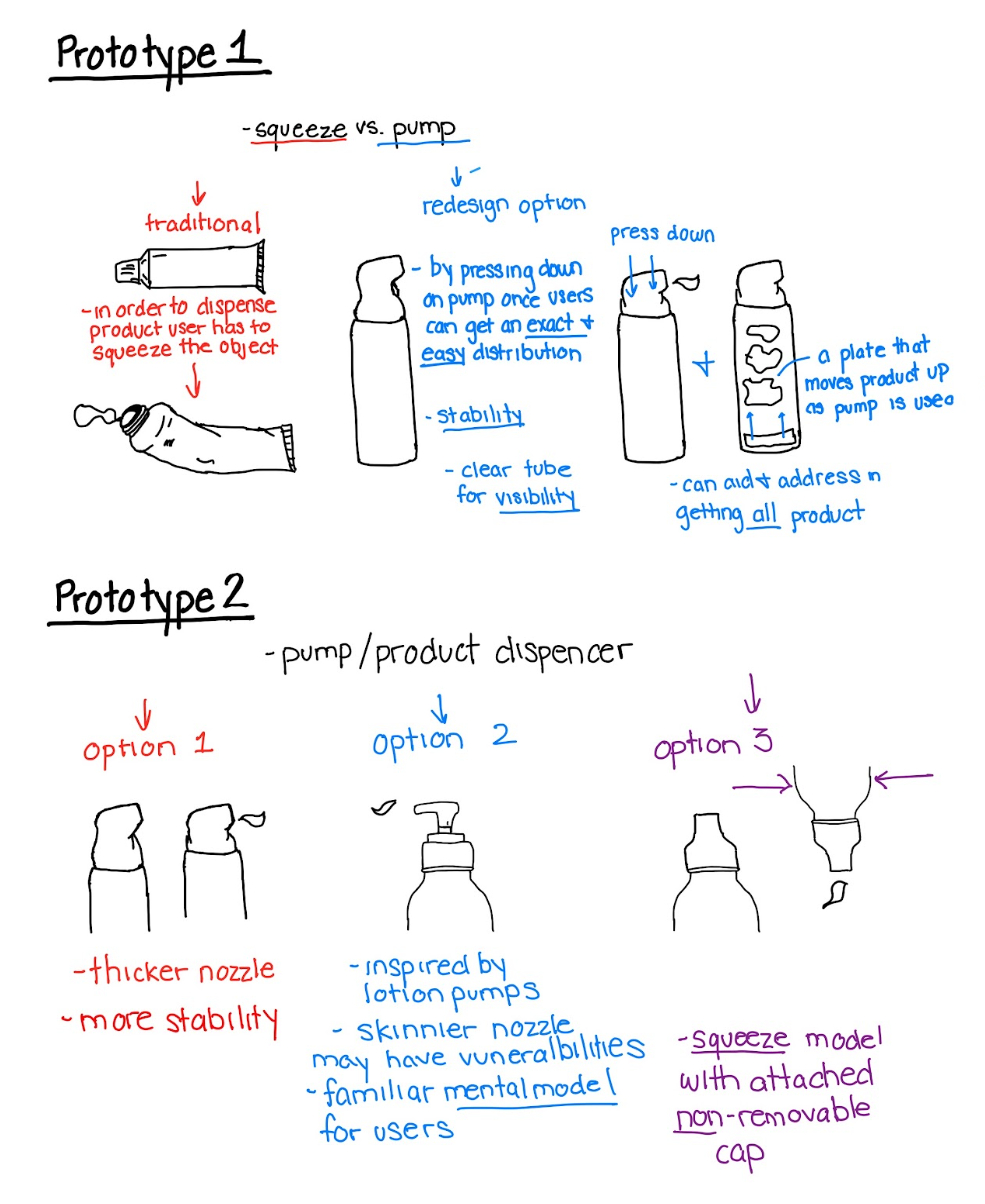 Prototype 1
- squeeze vs. pump
traditional
- in order to dispense
product user has to
squeeze the object
redesign option
- by pressing down
on pump once users
can get an exact +
easy distribution
- stability
- clear tube
for visibility
press down
+
a plate that
moves product up
as pump is used
- can aid + address in
getting all product
Prototype 2
- pump/product dispencer
option 1
- thicker nozzle
- more stability
option 2
- inspired by
lotion pumps
- skinnier nozzle
may have vuneralbilities
- familiar mental model
for users
option 3
- squeeze model
with attached
non-removable
cap